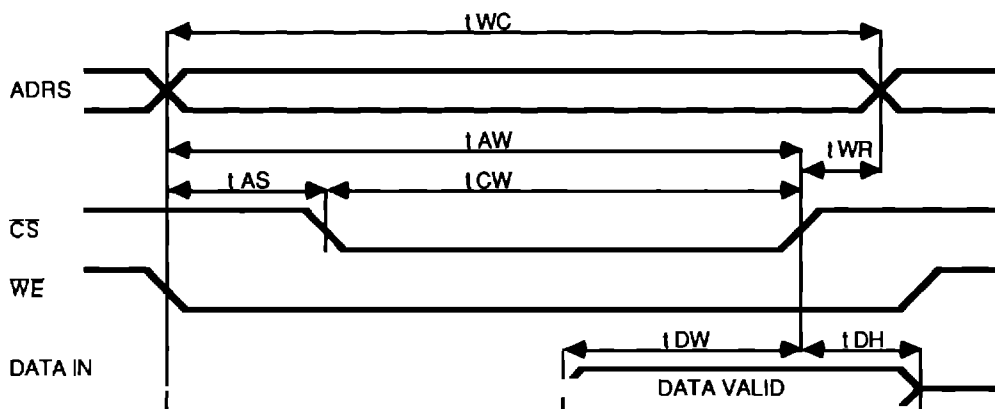 t WC
ADRS
t AW
t WR
t AS
t CW
CS
WE
t DW
t DH
DATA IN
DATA VALID